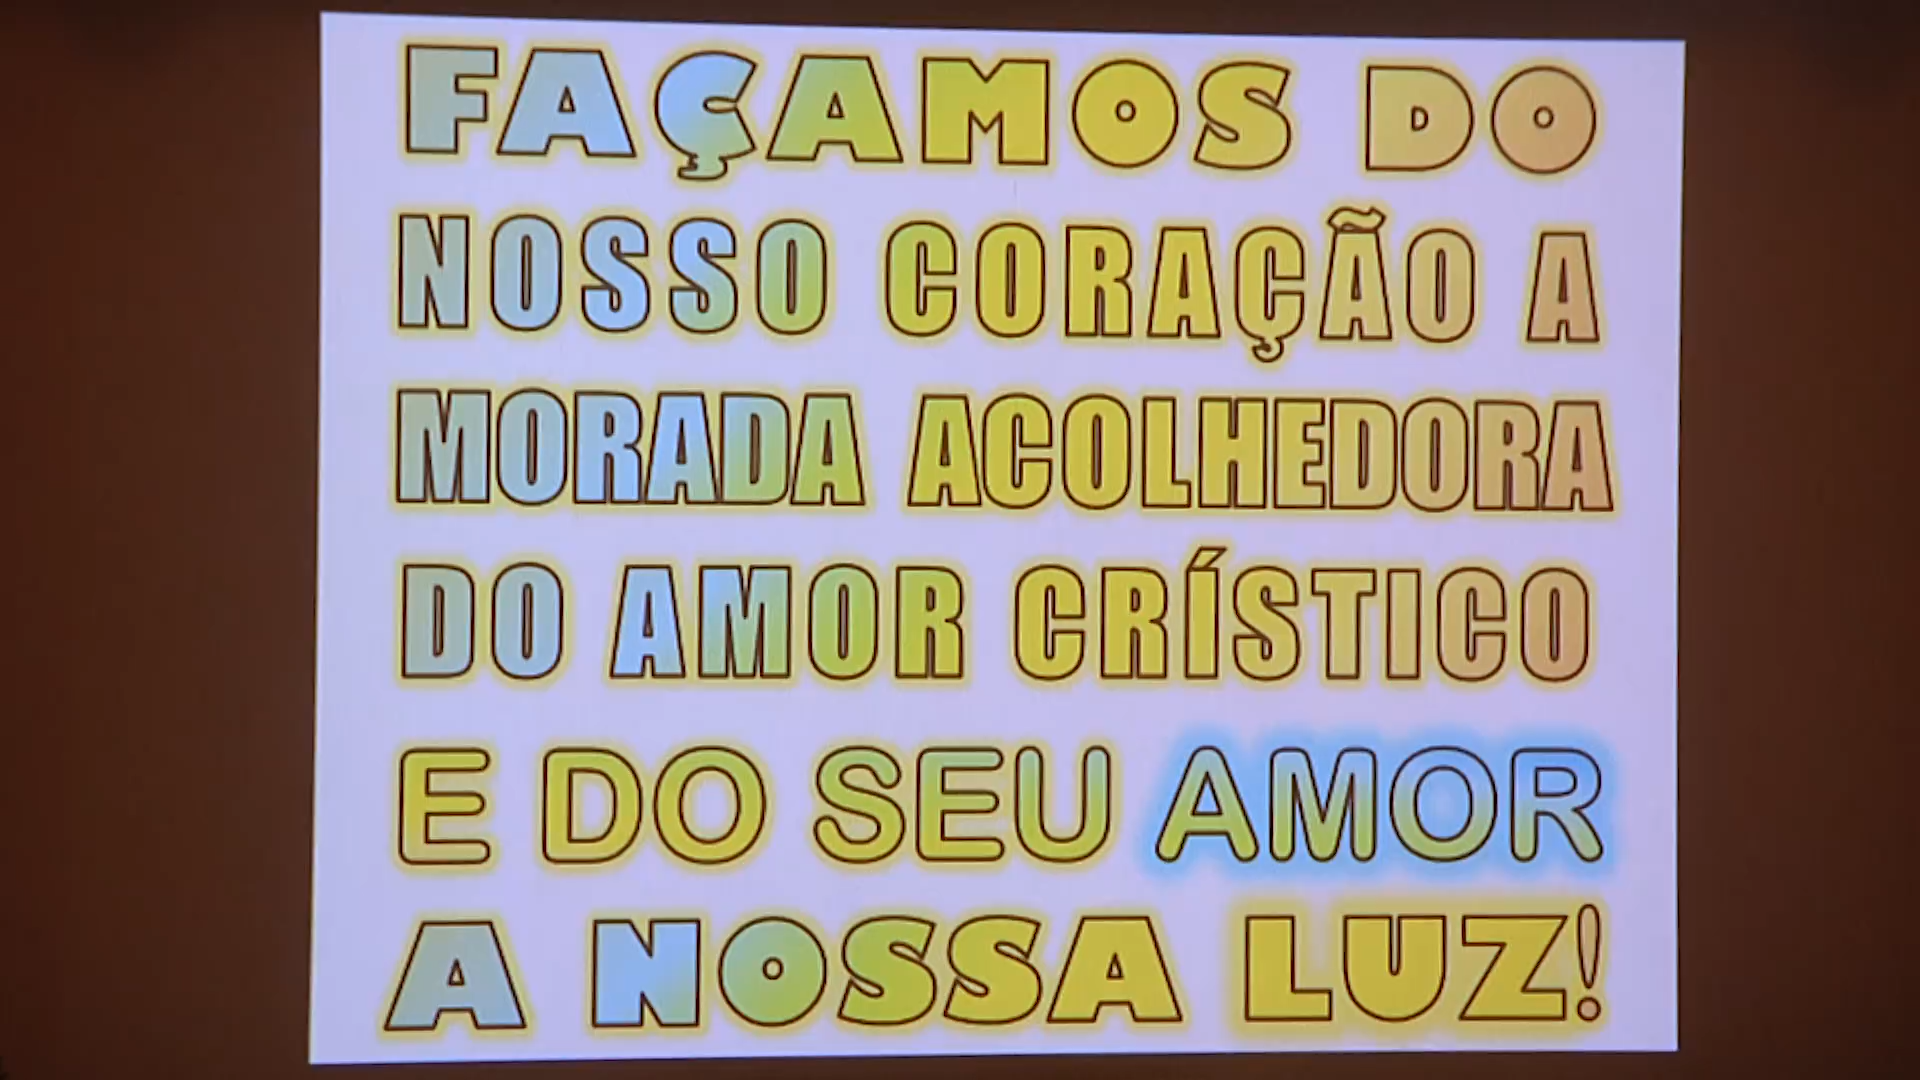 FAÇAMOS DO
NOSSO CORAÇÃO A
MORADA ACOLHEDORA
DO AMOR CRÍSTICO
E DO SEU AMOR
A NOSSA LUZ!